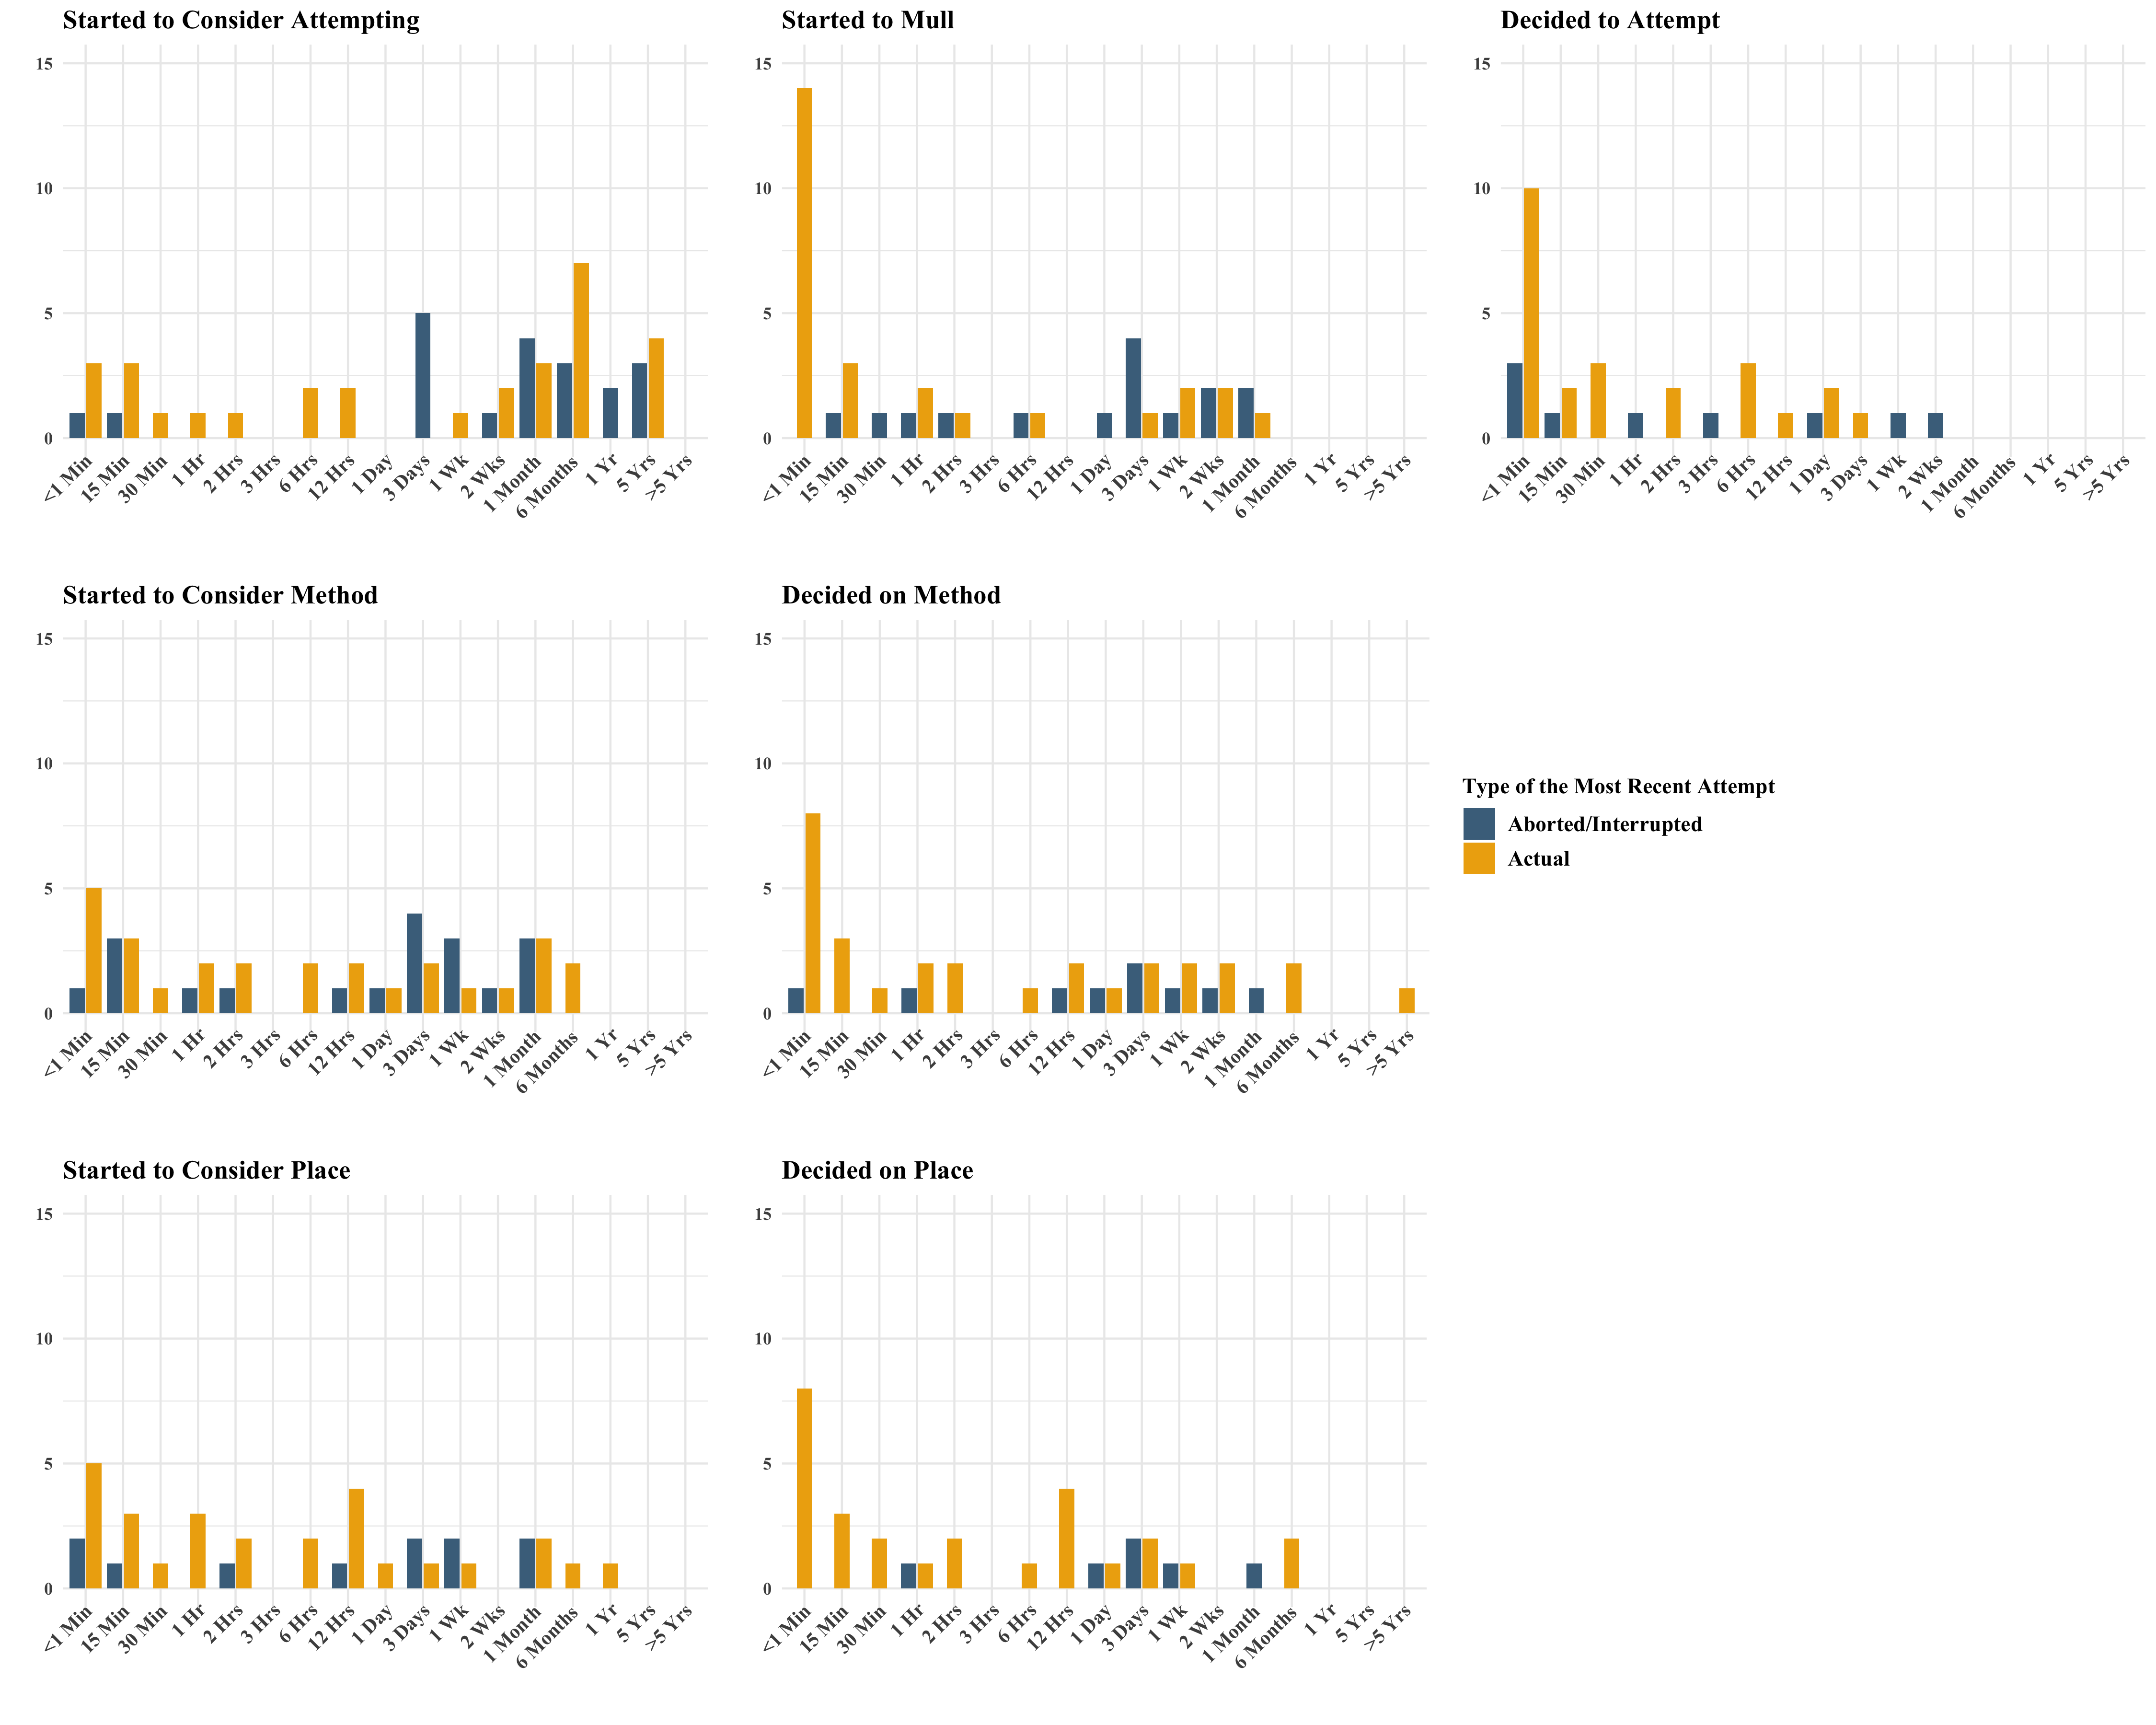 Started to Consider Attempting
15
10
5
0
<1 Min 15 Min 30 Min 1 Hr 2 Hrs 3 Hrs 6 Hrs 12 Hrs 1 Day 3 Days 1 Wk 2 Wks 1 Month 6 Months 1 Yr 5 Yrs >5 Yrs
Started to Mull
15
10
5
0
<1 Min 15 Min 30 Min 1 Hr 2 Hrs 3 Hrs 6 Hrs 12 Hrs 1 Day 3 Days 1 Wk 2 Wks 1 Month 6 Months 1 Yr 5 Yrs >5 Yrs
Decided to Attempt
15
10
5
0
<1 Min 15 Min 30 Min 1 Hr 2 Hrs 3 Hrs 6 Hrs 12 Hrs 1 Day 3 Days 1 Wk 2 Wks 1 Month 6 Months 1 Yr 5 Yrs >5 Yrs
Started to Consider Method
15
10
5
0
<1 Min 15 Min 30 Min 1 Hr 2 Hrs 3 Hrs 6 Hrs 12 Hrs 1 Day 3 Days 1 Wk 2 Wks 1 Month 6 Months 1 Yr 5 Yrs >5 Yrs
Decided on Method
15
10
5
0
<1 Min 15 Min 30 Min 1 Hr 2 Hrs 3 Hrs 6 Hrs 12 Hrs 1 Day 3 Days 1 Wk 2 Wks 1 Month 6 Months 1 Yr 5 Yrs >5 Yrs
Type of the Most Recent Attempt
Aborted/Interrupted
Actual
Started to Consider Place
15
10
5
0
<1 Min 15 Min 30 Min 1 Hr 2 Hrs 3 Hrs 6 Hrs 12 Hrs 1 Day 3 Days 1 Wk 2 Wks 1 Month 6 Months 1 Yr 5 Yrs >5 Yrs
Decided on Place
15
10
5
0
<1 Min 15 Min 30 Min 1 Hr 2 Hrs 3 Hrs 6 Hrs 12 Hrs 1 Day 3 Days 1 Wk 2 Wks 1 Month 6 Months 1 Yr 5 Yrs >5 Yrs